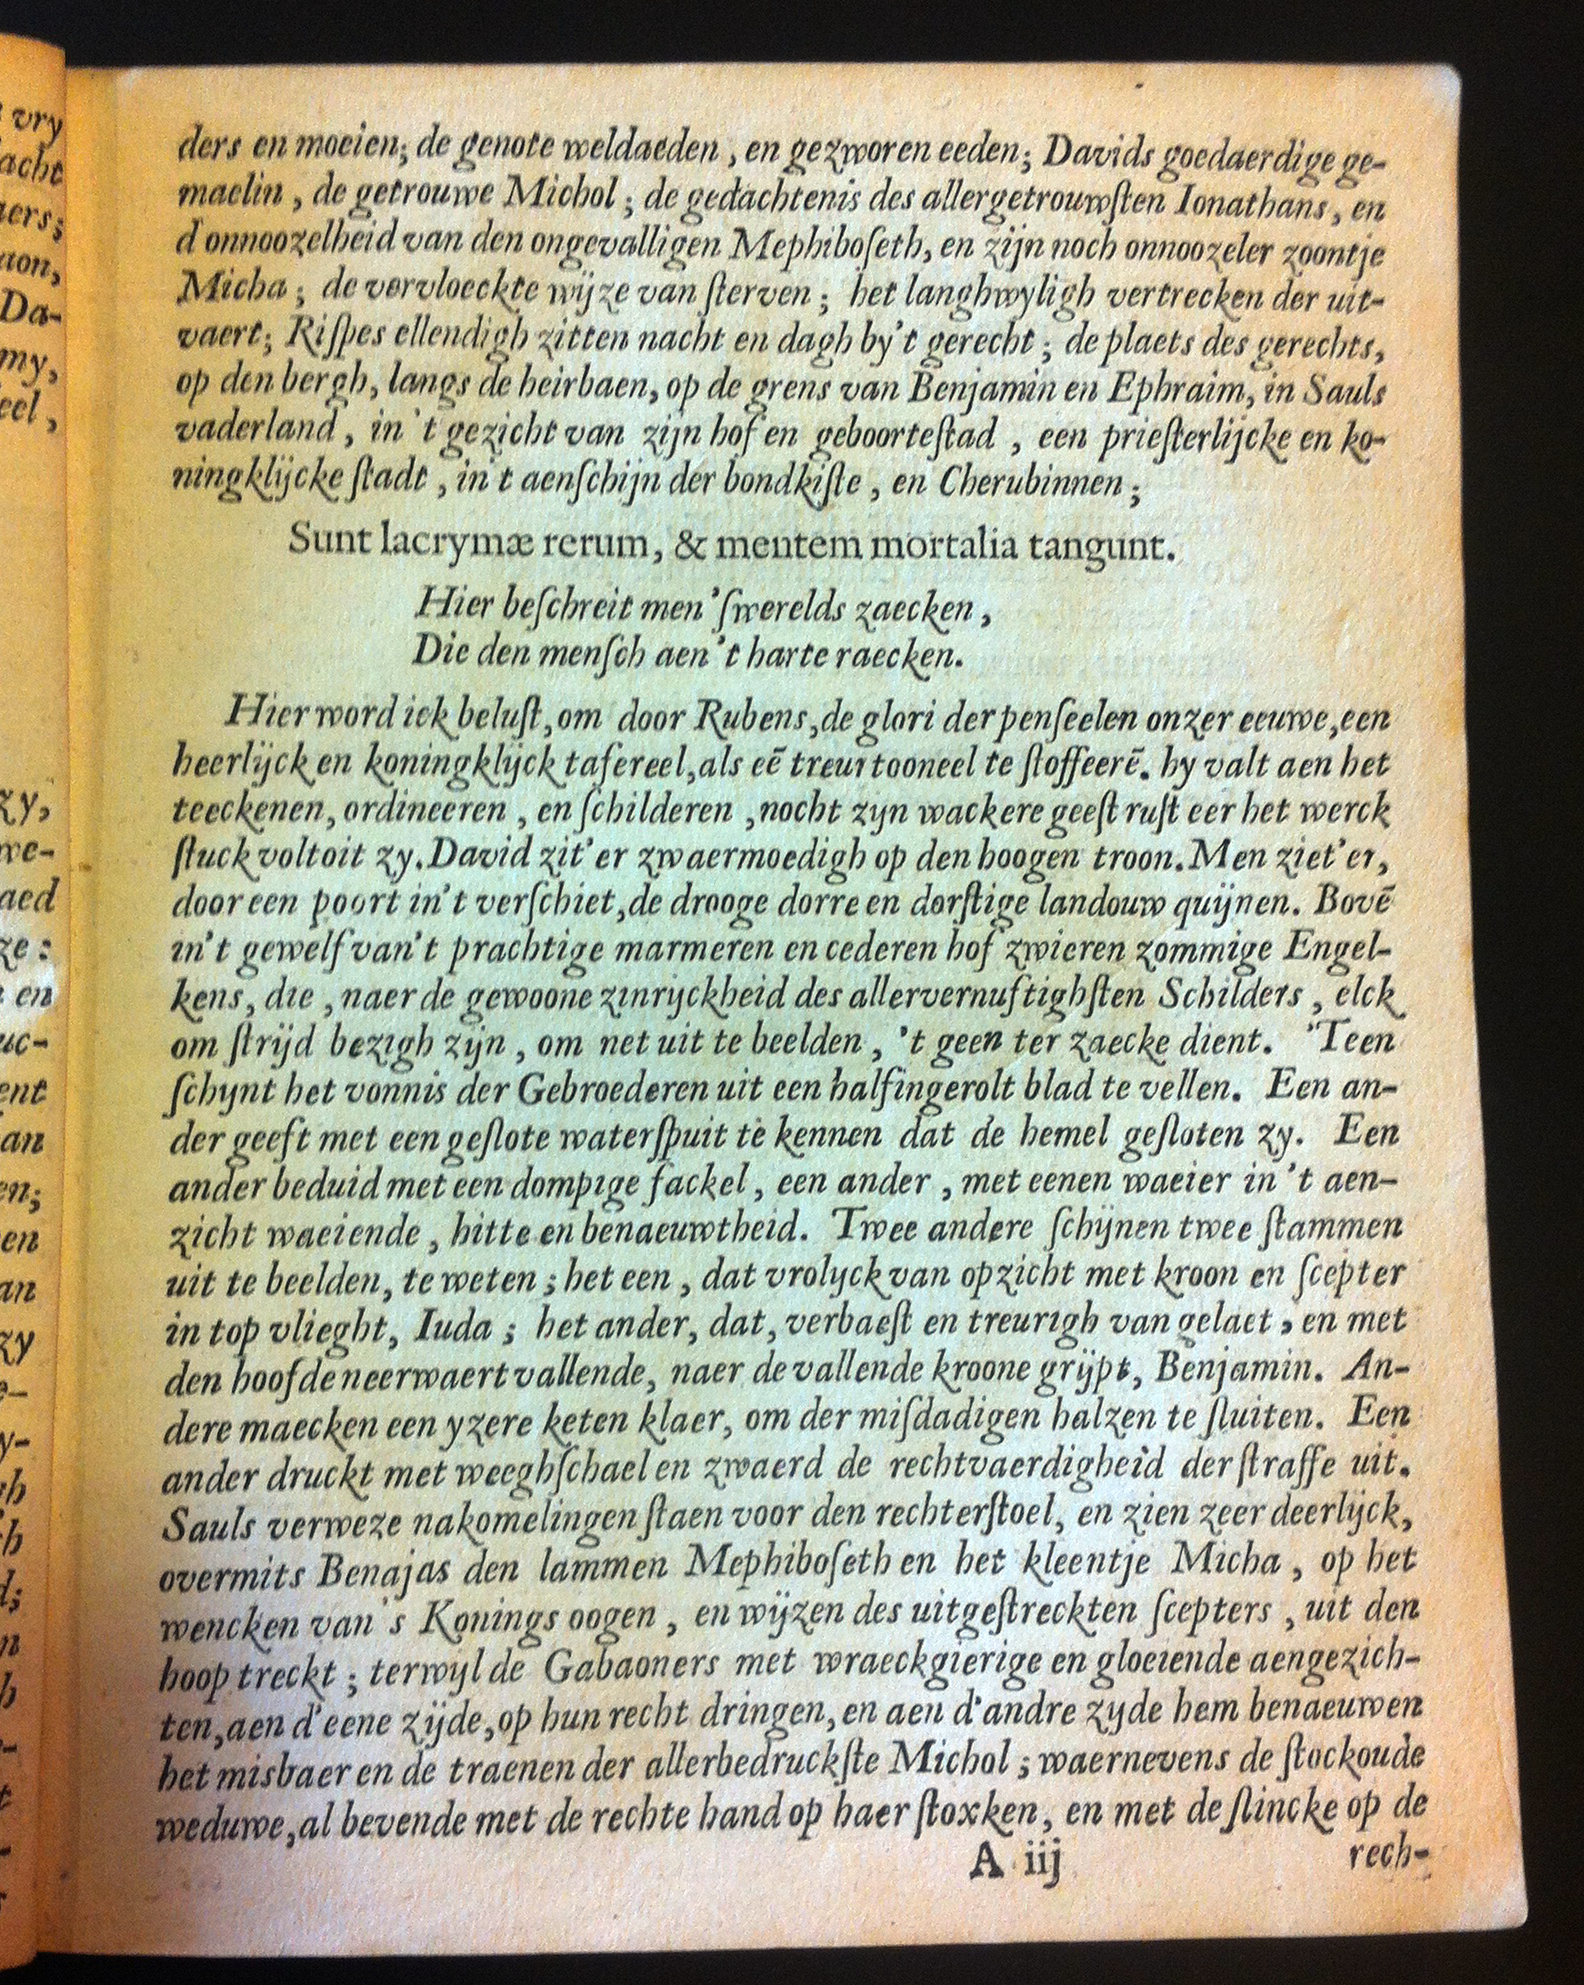 ders en moeien; de genote weldaeden, en gezworen eeden; Davids goedaerdige ge-
maelin, de getrouwe Michol; de gedachtenis des allergetrouwſten Ionathans, en
d'onnoozelheid van den ongevalligen Mephiboſeth, en zijn noch onnoozeler zoontje
Micha; de vervloeckte wijze van ſterven; het langhwyligh vertrecken der uit-
vaert; Riſpes ellendigh zitten nacht en dagh by't gerecht; de plaets des gerechts,
op den bergh, langs de heirbaen, op de grens van Benjamin en Ephraim, in Sauls
vaderland, in 't gezicht van zijn hof en geboorteſtad, een prieſterlijcke en ko-
ningklijcke ſtadt, in't aenſchijn der bondkiſte, en Cherubinnen;
Sunt lacrymæ rerum, & mentem mortalia tangunt.
Hier beſchreit men 'ſwerelds zaecken,
Die den menſch aen 't harte raecken.
Hier word ick beluſt, om door Rubens, de glori der penſeelen onzer eeuwe, een
heerlijck en koningklijck tafereel, als eē treurtooneel te ſtoffeerē. hy valt aen het
teeckenen, ordineeren, en ſchilderen, nocht zyn wackere geeſt ruſt eer het werck
ſtuck voltoit zy. David zit'er zwaermoedigh op den hoogen troon. Men ziet'er,
door een poort in't verſchiet, de drooge dorre en dorſtige landouw quijnen. Bovē
in't gewelf van't prachtige marmeren en cederen hof zwieren zommige Engel-
kens, die, naer de gewoone zinryckheid des allervernuftighſten Schilders, elck
om ſtrijd bezigh zijn, om net uit te beelden, 't geen ter zaecke dient. 'Teen
ſchynt het vonnis der Gebroederen uit een halfingerolt blad te vellen. Een an-
der geeft met een geſlote waterſpuit te kennen dat de hemel geſloten zy. Een
ander beduid met een dompige fackel, een ander, met eenen waeier in 't aen-
zicht waeiende, hitte en benaeuwtheid. Twee andere ſchijnen twee ſtammen
uit te beelden, te weten; het een, dat vrolyck van opzicht met kroon en ſcepter
in top vlieght, Iuda; het ander, dat, verbaeſt en treurigh van gelaet, en met
den hoofde neerwaert vallende, naer de vallende kroone grijpt, Benjamin. An-
dere maecken een yzere keten klaer, om der miſdadigen halzen te ſluiten. Een
ander druckt met weeghſchael en zwaerd de rechtvaerdigheid der ſtraffe uit.
Sauls verweze nakomelingen ſtaen voor den rechterſtoel, en zien zeer deerlijck,
overmits Benajas den lammen Mephiboſeth en het kleentje Micha, op het
wencken van 's Konings oogen, en wijzen des uitgeſtreckten ſcepters, uit den
hoop treckt; terwyl de Gabaoners met wraeckgierige en gloeiende aengezich-
ten, aen d'eene zijde, op hun recht dringen, en aen d'andre zyde hem benaeuwen
het misbaer en de traenen der allerbedruckſte Michol; waernevens de ſtockoude
weduwe, al bevende met de rechte hand op haer ſtoxken, en met de ſlincke op de
A iij
rech-